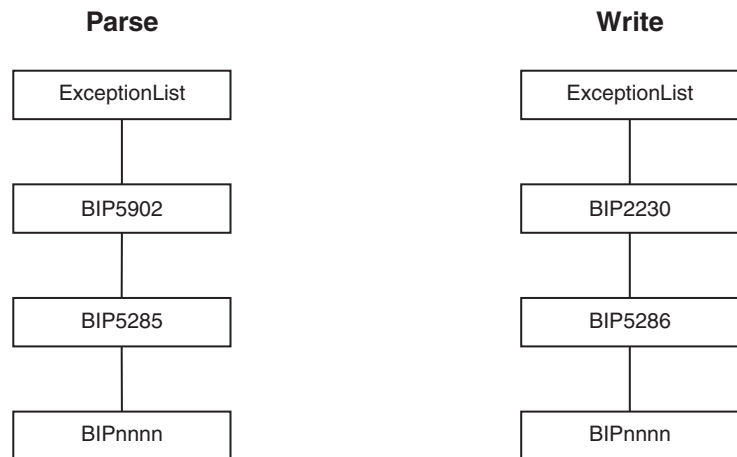 Parse
Write
ExceptionList
ExceptionList
BIP5902
BIP2230
BIP5285
BIP5286
BIPnnnn
BIPnnnn